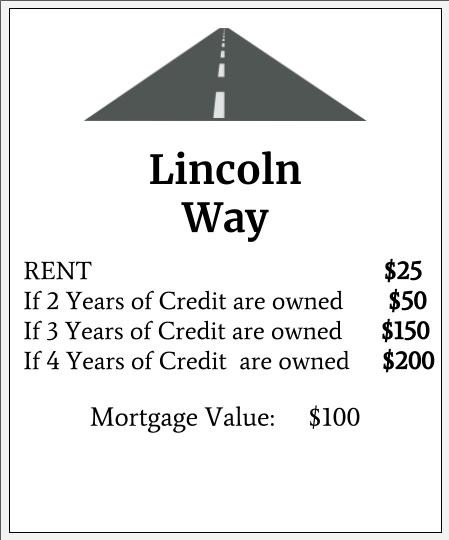 Lincoln
Way
RENT $25
If 2 Years of Credit are owned $50
If 3 Years of Credit are owned $150
If 4 Years of Credit are owned $200
Mortgage Value: $100